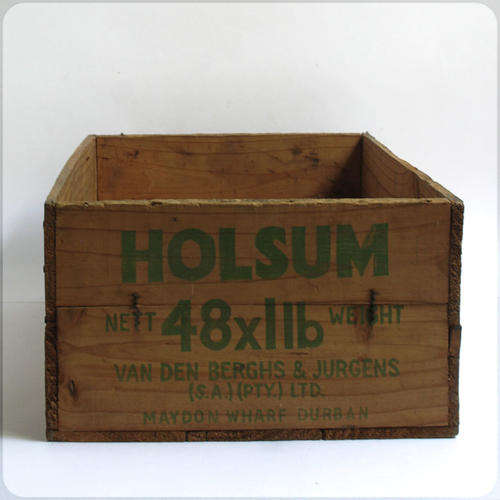 HOLSUM
NETT 48x1lb WEIGHT
VAN DEN BERGHS & JURGENS
(S.A.) (PTY.) LTD.
MAYDON WHARF DURBAN